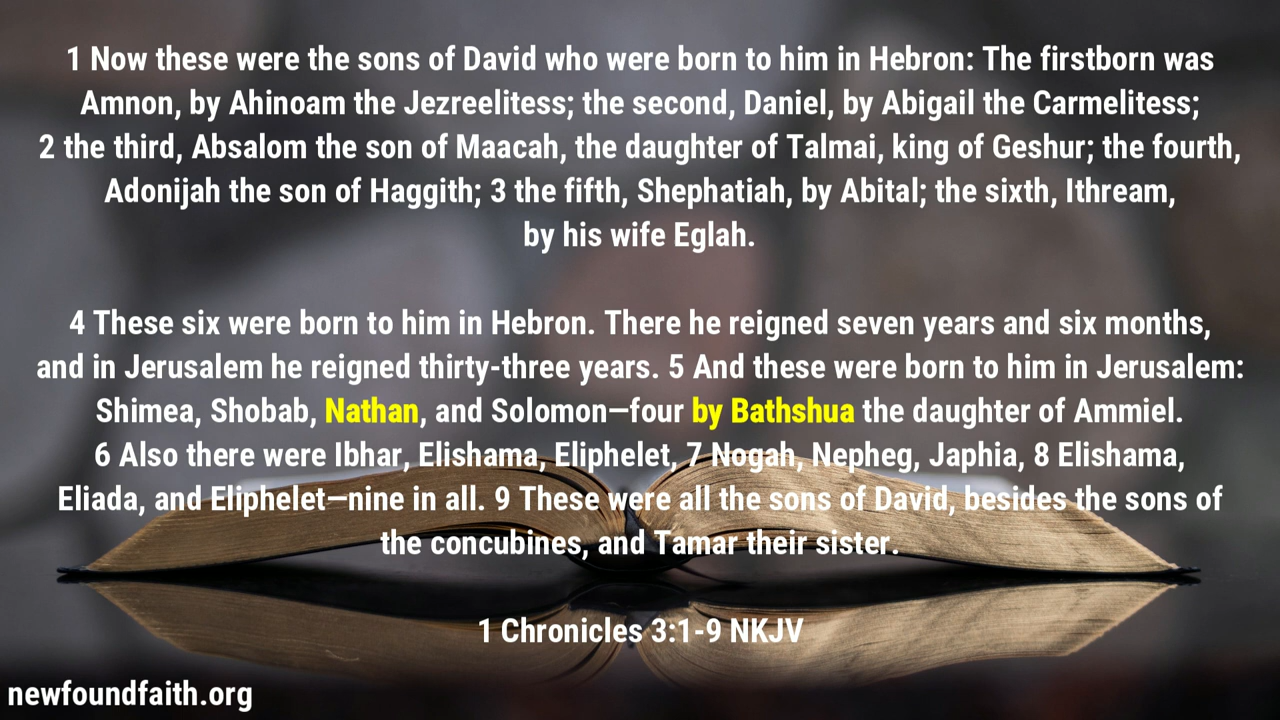 1 Now these were the sons of David who were born to him in Hebron: The firstborn was
Amnon, by Ahinoam the Jezreelitess; the second, Daniel, by Abigail the Carmelitess;
2 the third, Absalom the son of Maacah, the daughter of Talmai, king of Geshur; the fourth,
Adonijah the son of Haggith; 3 the fifth, Shephatiah, by Abital; the sixth, Ithream,
by his wife Eglah.
4 These six were born to him in Hebron. There he reigned seven years and six months,
and in Jerusalem he reigned thirty-three years. 5 And these were born to him in Jerusalem:
Shimea, Shobab, Nathan, and Solomon—four by Bathshua the daughter of Ammiel.
6 Also there were Ibhar, Elishama, Eliphelet, 7 Nogah, Nepheg, Japhia, 8 Elishama,
Eliada, and Eliphelet—nine in all. 9 These were all the sons of David, besides the sons of
the concubines, and Tamar their sister.
1 Chronicles 3:1-9 NKJV
newfoundfaith.org